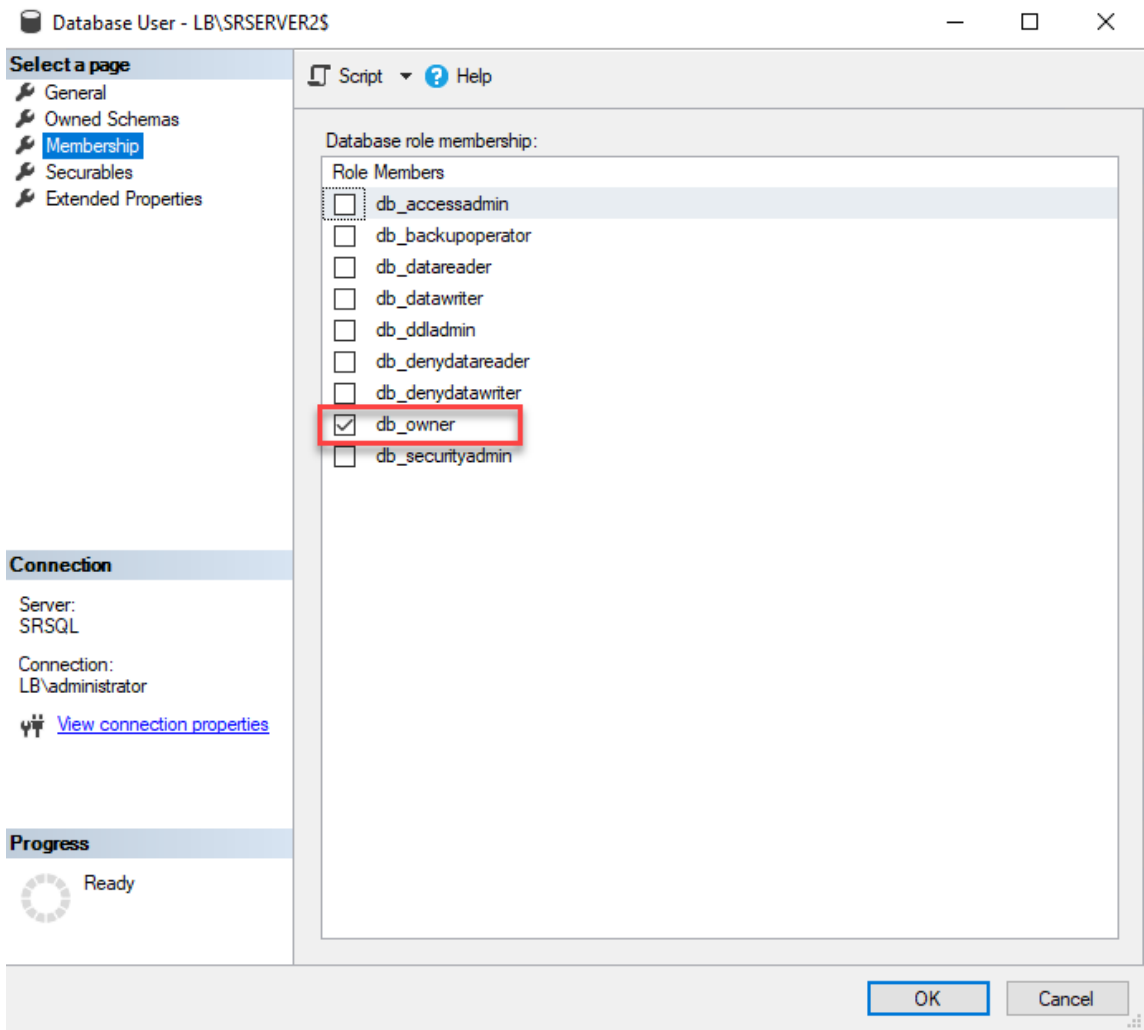 Database User - LB\SRSERVER2$
Select a page
General
Owned Schemas
Membership
Securables
Extended Properties
Script
Help
Database role membership:
Role Members
db_accessadmin
db_backupoperator
db_datareader
db_datawriter
db_ddladmin
db_denydatareader
db_denydatawriter
db_owner
db_securityadmin
Connection
Server:
SRSQL
Connection:
LB\administrator
View connection properties
Progress
Ready
OK
Cancel